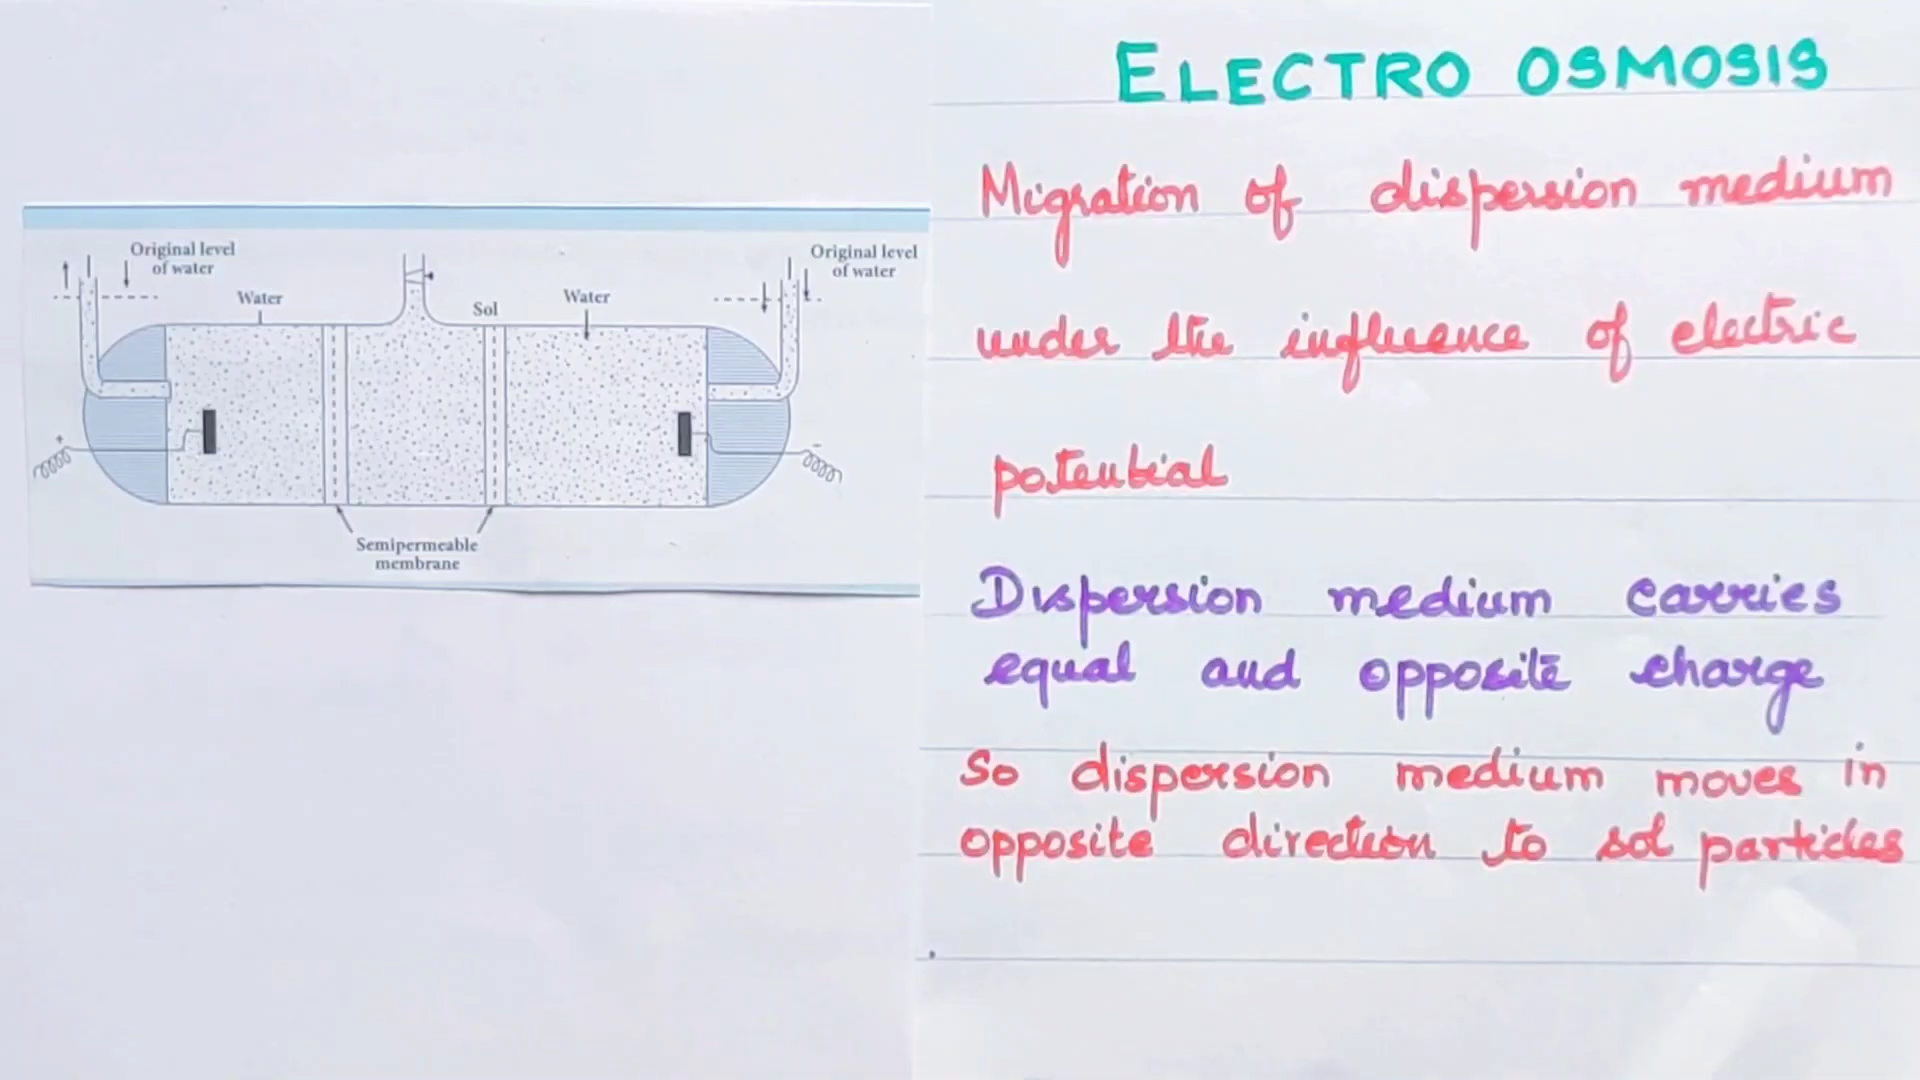 Original level
of water
Water
Sol
Water
Original level
of water
+
-
Semipermeable
membrane
ELECTRO OSMOSIS
Migration of dispersion medium
under the influence of electric
potential
Dispersion medium carries
equal and opposite charge
So dispersion medium moves in
opposite direction to sol particles